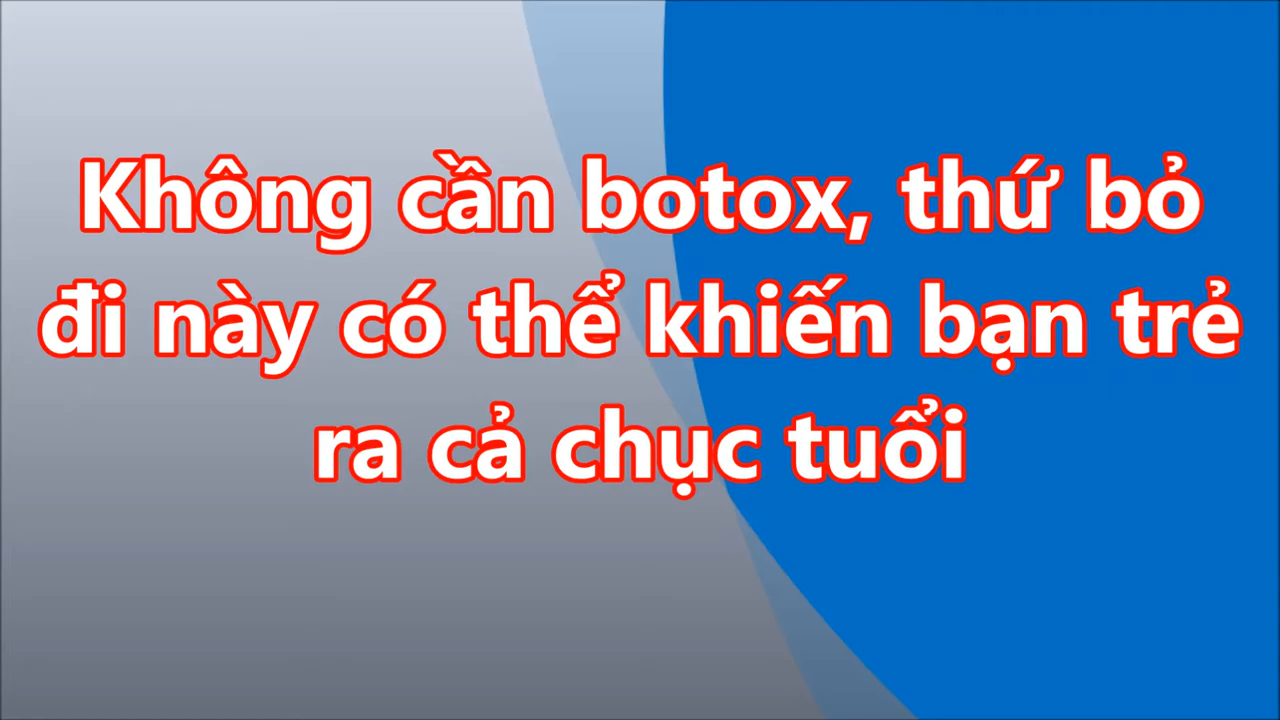 Không cần botox, thứ bỏ
đi này có thể khiến bạn trẻ
ra cả chục tuổi